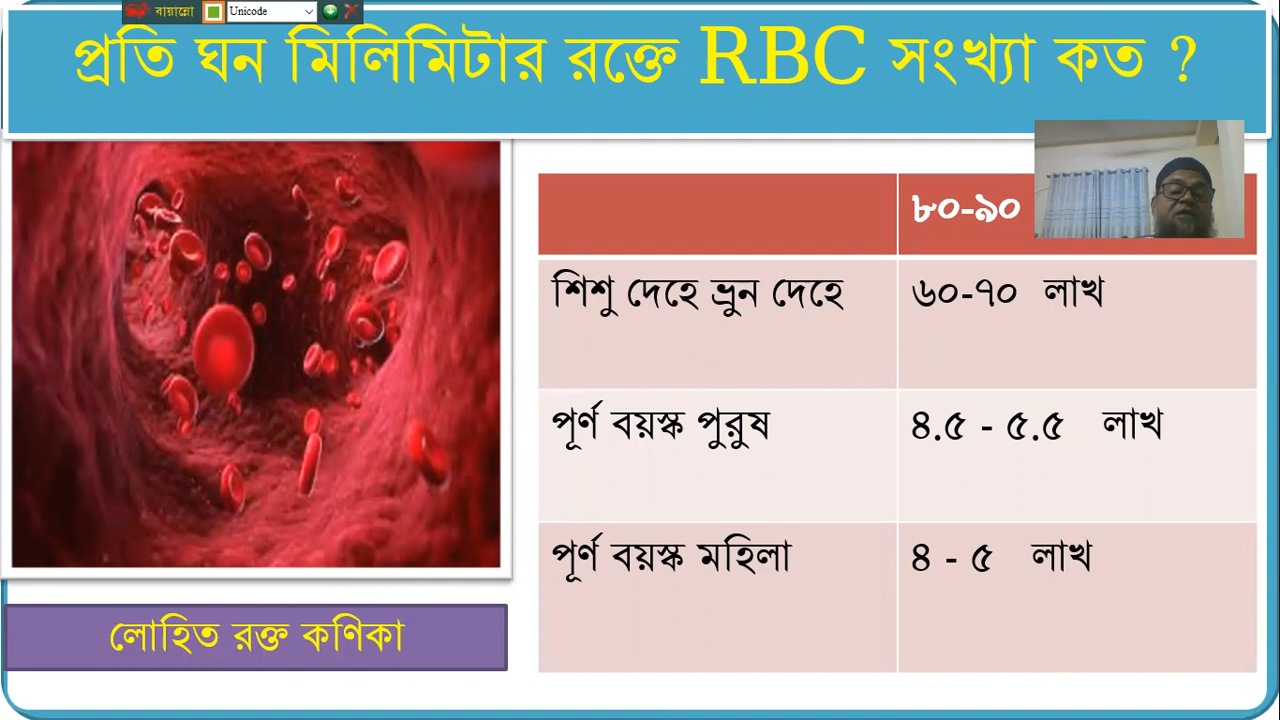 বায়ান্নো Unicode
প্রতি ঘন মিলিমিটার রক্তে RBC সংখ্যা কত ?
৮০-৯০
শিশু দেহে ভ্রুন দেহে ৬০-৭০ লাখ
পূর্ণ বয়স্ক পুরুষ ৪.৫ - ৫.৫ লাখ
পূর্ণ বয়স্ক মহিলা ৪ - ৫ লাখ
লোহিত রক্ত কণিকা